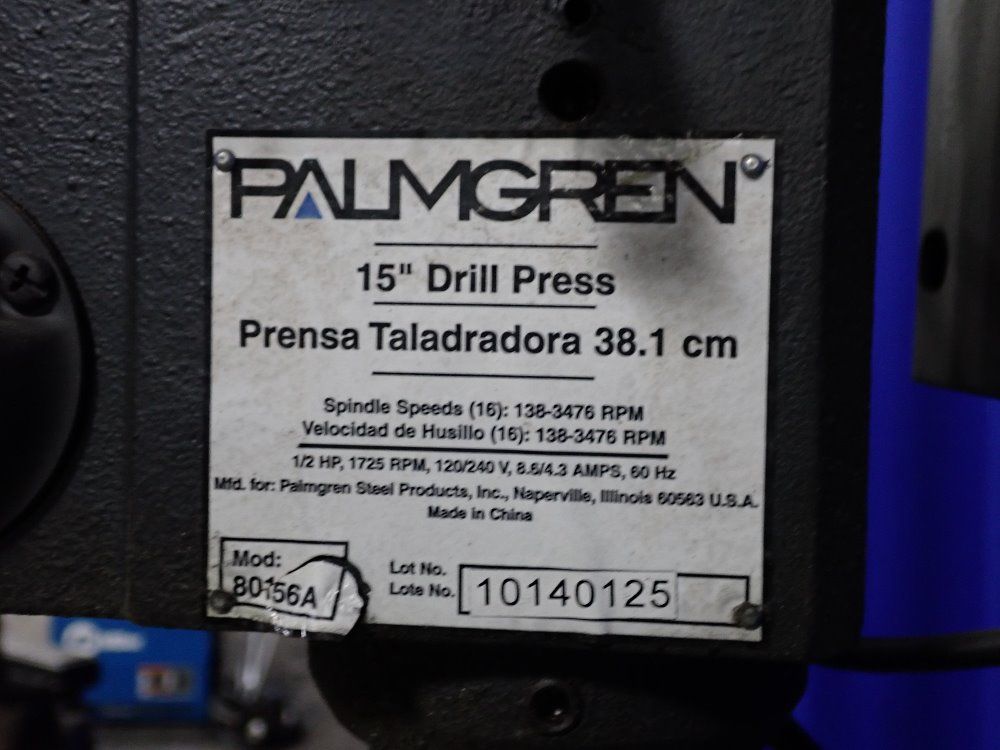 PALMGREN
15" Drill Press
Prensa Taladradora 38.1 cm
Spindle Speeds (16): 138-3476 RPM
Velocidad de Husillo (16): 138-3476 RPM
1/2 HP, 1725 RPM, 120/240 V, 8.6/4.3 AMPS, 60 Hz
Mfd. for: Palmgren Steel Products, Inc., Naperville, Illinois 60563 U.S.A.
Made in China
Mod:
80156A
Lot No.
Lote No.
10140125